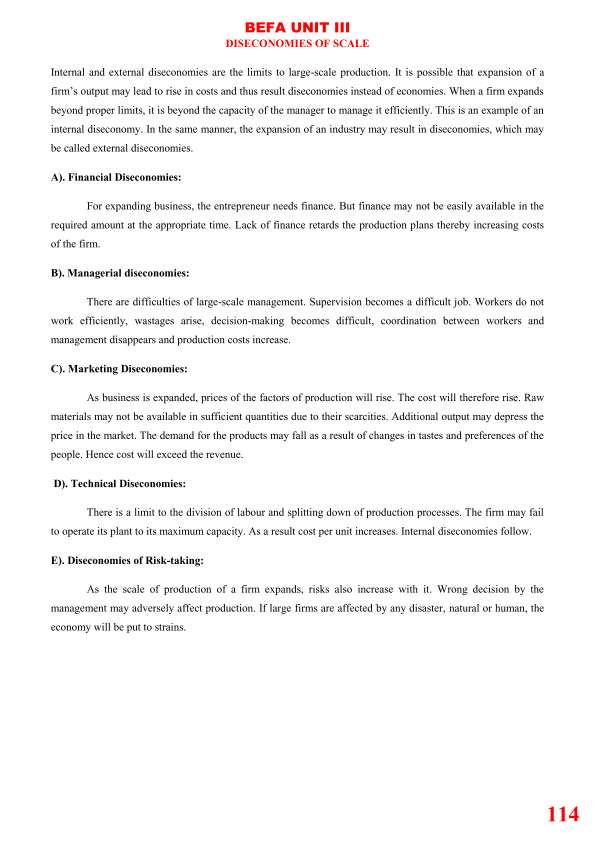 BEFA UNIT III
DISECONOMIES OF SCALE
Internal and external diseconomies are the limits to large-scale production. It is possible that expansion of a
firm's output may lead to rise in costs and thus result diseconomies instead of economies. When a firm expands
beyond proper limits, it is beyond the capacity of the manager to manage it efficiently. This is an example of an
internal diseconomy. In the same manner, the expansion of an industry may result in diseconomies, which may
be called external diseconomies.
A). Financial Diseconomies:
For expanding business, the entrepreneur needs finance. But finance may not be easily available in the
required amount at the appropriate time. Lack of finance retards the production plans thereby increasing costs
of the firm.
B). Managerial diseconomies:
There are difficulties of large-scale management. Supervision becomes a difficult job. Workers do not
work efficiently, wastages arise, decision-making becomes difficult, coordination between workers and
management disappears and production costs increase.
C). Marketing Diseconomies:
As business is expanded, prices of the factors of production will rise. The cost will therefore rise. Raw
materials may not be available in sufficient quantities due to their scarcities. Additional output may depress the
price in the market. The demand for the products may fall as a result of changes in tastes and preferences of the
people. Hence cost will exceed the revenue.
D). Technical Diseconomies:
There is a limit to the division of labour and splitting down of production processes. The firm may fail
to operate its plant to its maximum capacity. As a result cost per unit increases. Internal diseconomies follow.
E). Diseconomies of Risk-taking:
As the scale of production of a firm expands, risks also increase with it. Wrong decision by the
management may adversely affect production. If large firms are affected by any disaster, natural or human, the
economy will be put to strains.
114